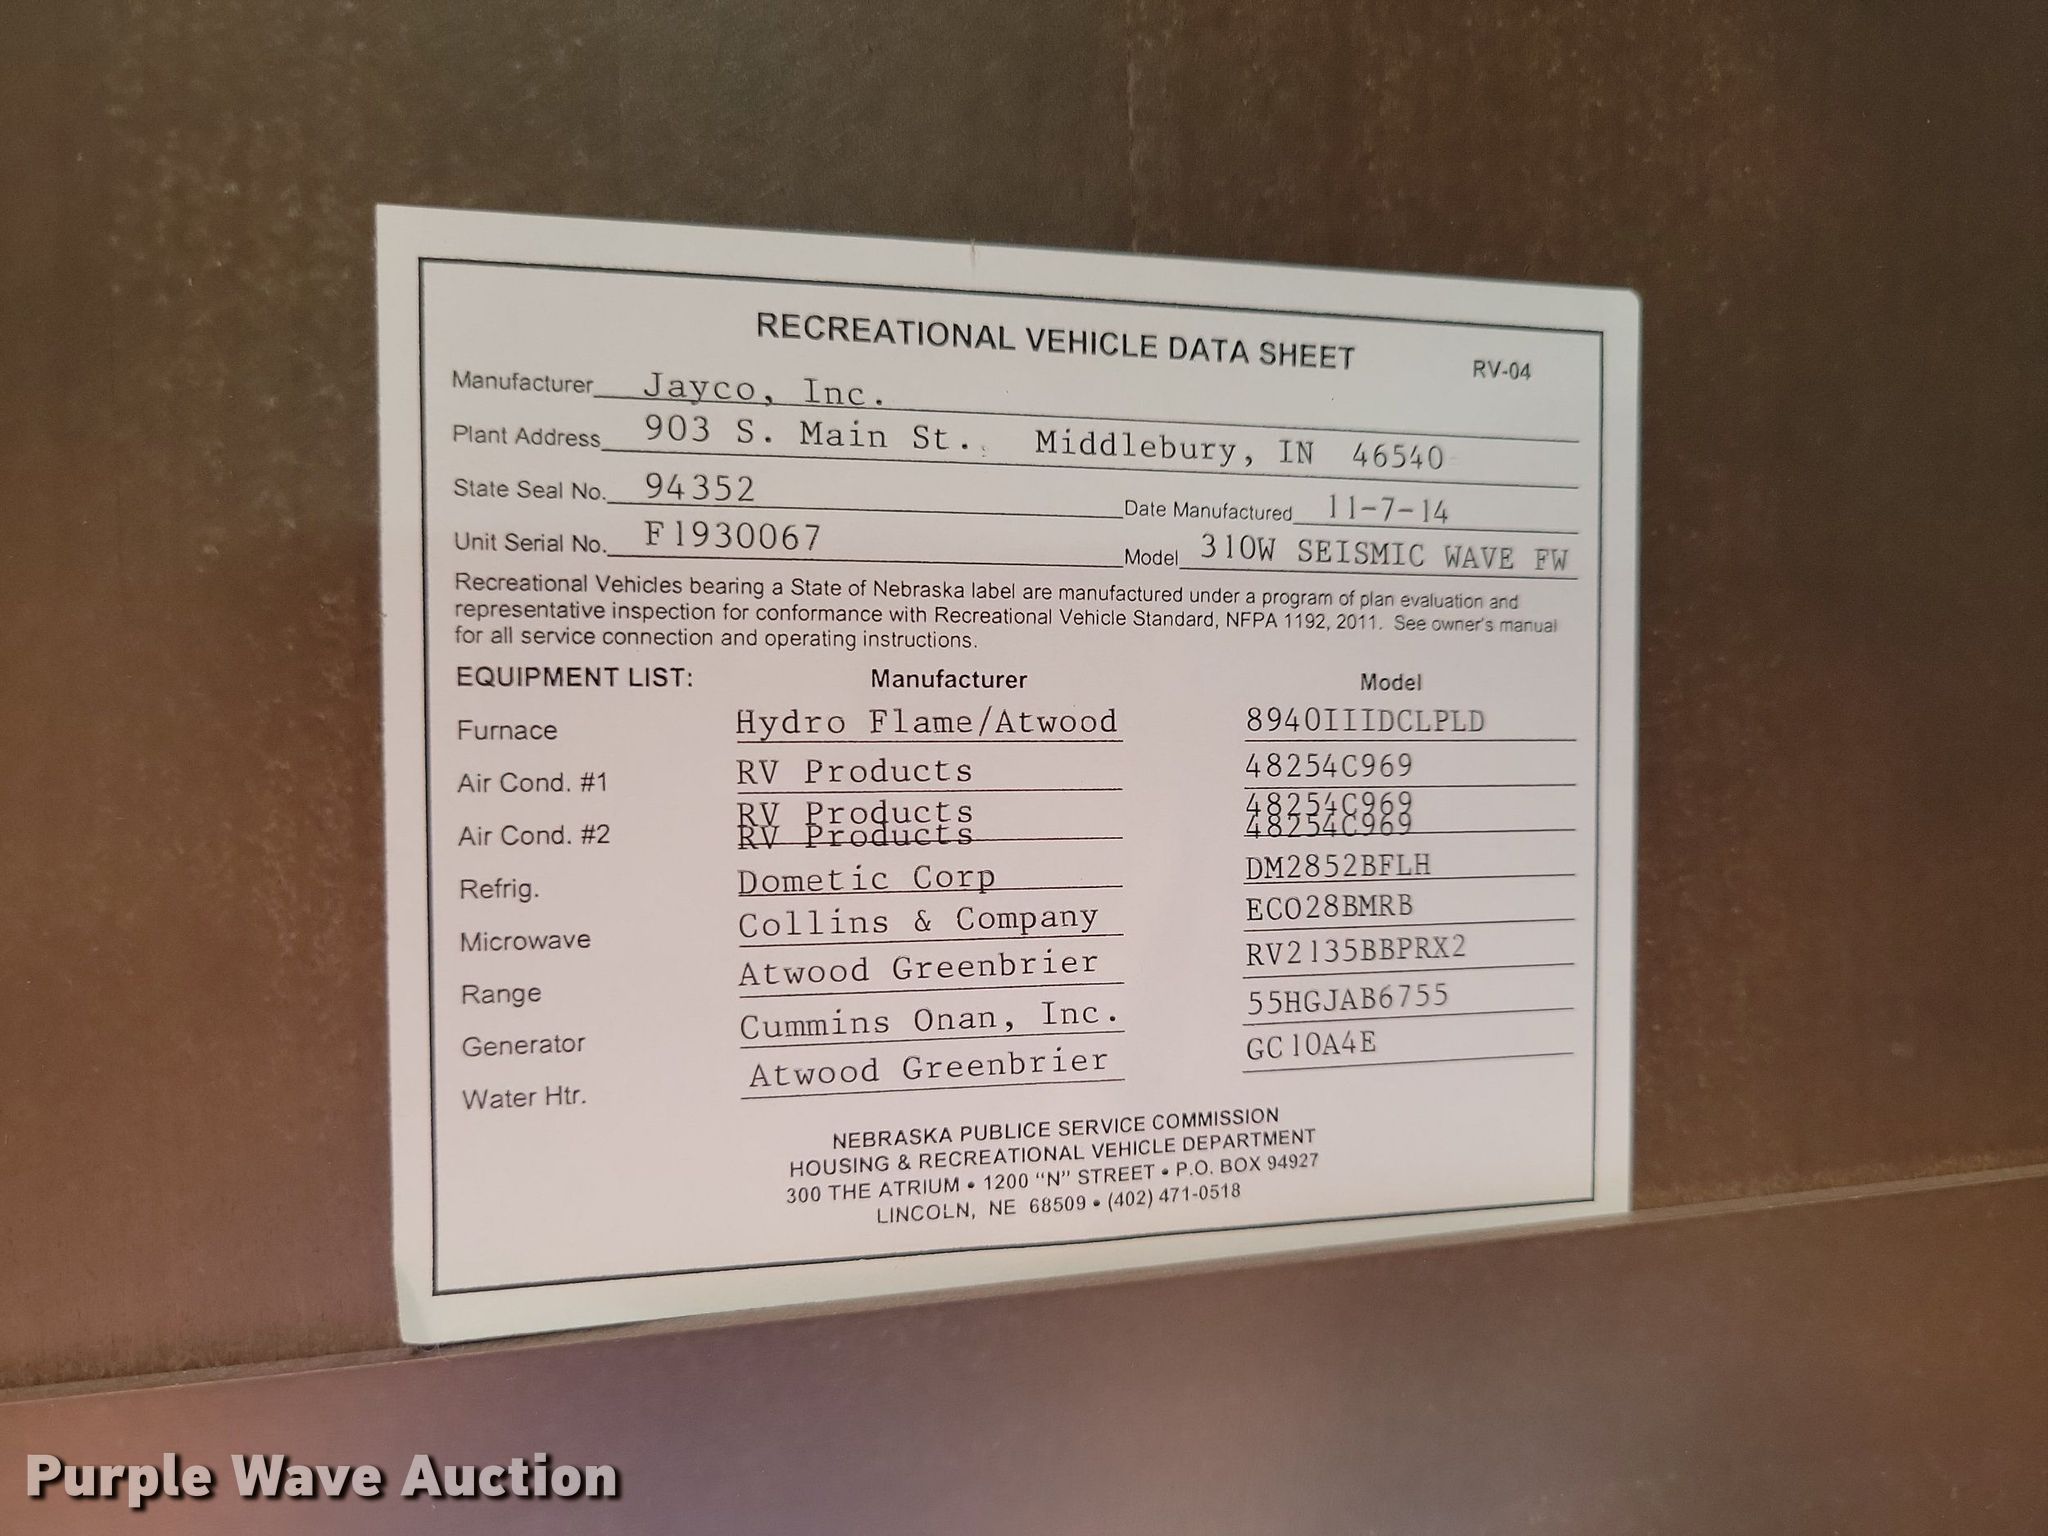 RECREATIONAL VEHICLE DATA SHEET RV-04
Manufacturer Jayco, Inc.
Plant Address 903 S. Main St. Middlebury, IN 46540
State Seal No. 94352 Date Manufactured 11-7-14
Unit Serial No. F1930067 Model 310W SEISMIC WAVE FW
Recreational Vehicles bearing a State of Nebraska label are manufactured under a program of plan evaluation and
representative inspection for conformance with Recreational Vehicle Standard, NFPA 1192, 2011. See owner's manual
for all service connection and operating instructions.
EQUIPMENT LIST: Manufacturer Model
Furnace Hydro Flame/Atwood 8940IIIDCLPLD
Air Cond. #1 RV Products 48254C969
RV Products 48254C969
Air Cond. #2 RV Products 48254C969
Refrig. Dometic Corp DM2852BFLH
Microwave Collins & Company ECO28BMRB
Range Atwood Greenbrier RV2135BBPRX2
Generator Cummins Onan, Inc. 55HGJAB6755
Water Htr. Atwood Greenbrier GC10A4E
NEBRASKA PUBLICE SERVICE COMMISSION
HOUSING & RECREATIONAL VEHICLE DEPARTMENT
300 THE ATRIUM • 1200 “N” STREET • P.O. BOX 94927
LINCOLN, NE 68509 • (402) 471-0518
Purple Wave Auction